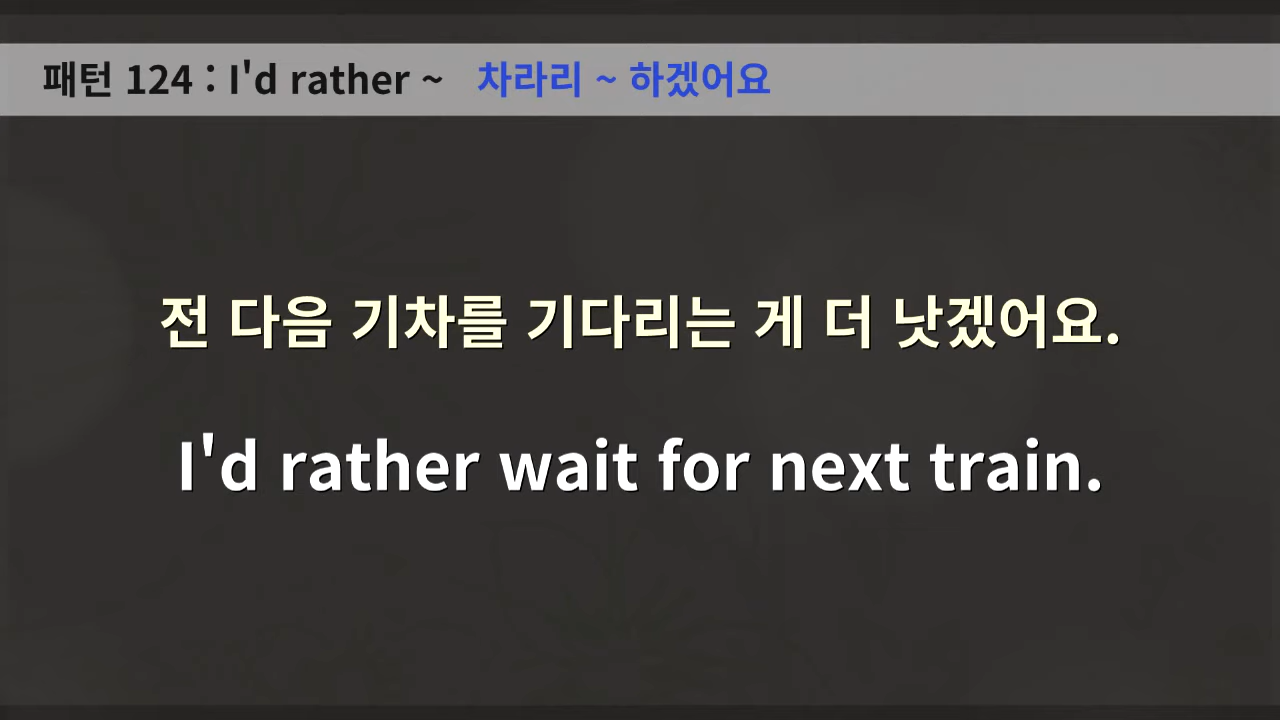 패턴 124 : I'd rather ~ 차라리 ~ 하겠어요
전 다음 기차를 기다리는 게 더 낫겠어요.
I'd rather wait for next train.